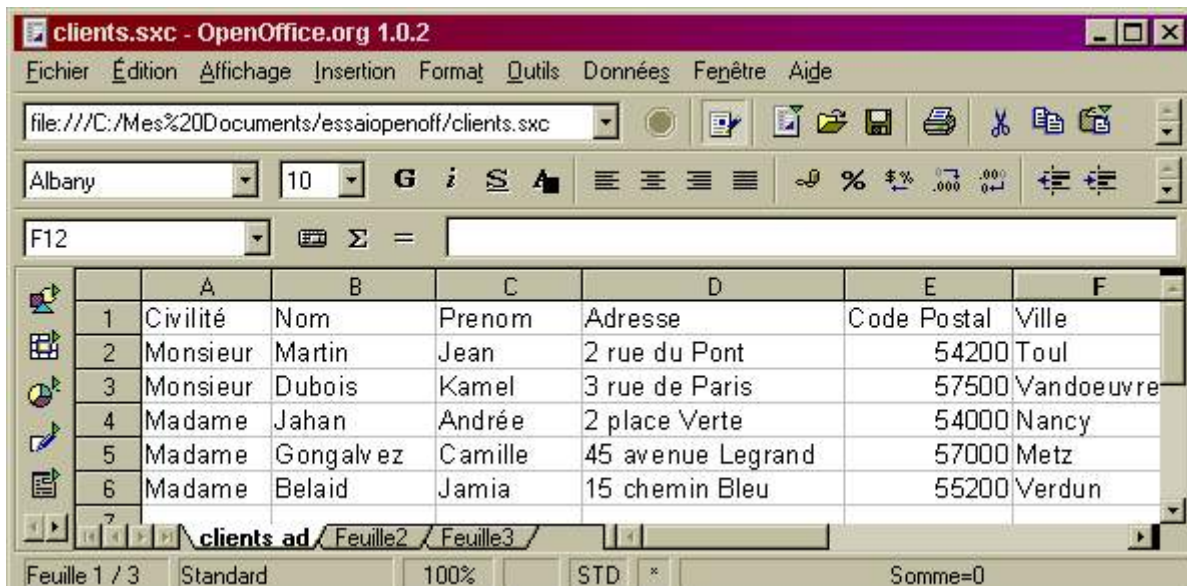 clients.sxc - OpenOffice.org 1.0.2
Fichier Édition Affichage Insertion Format Outils Données Fenêtre Aide
file:///C:/Mes%20Documents/essaiopenoff/clients.sxc
Albany 10 G i S A % $% .000 .000
F12 Σ =
A B C D E F
1 Civilité Nom Prenom Adresse Code Postal Ville
2 Monsieur Martin Jean 2 rue du Pont 54200 Toul
3 Monsieur Dubois Kamel 3 rue de Paris 57500 Vandoeuvre
4 Madame Jahan Andrée 2 place Verte 54000 Nancy
5 Madame Gongalvez Camille 45 avenue Legrand 57000 Metz
6 Madame Belaid Jamia 15 chemin Bleu 55200 Verdun
7
clients ad Feuille2 Feuille3
Feuille 1 / 3 Standard 100% STD * Somme=0